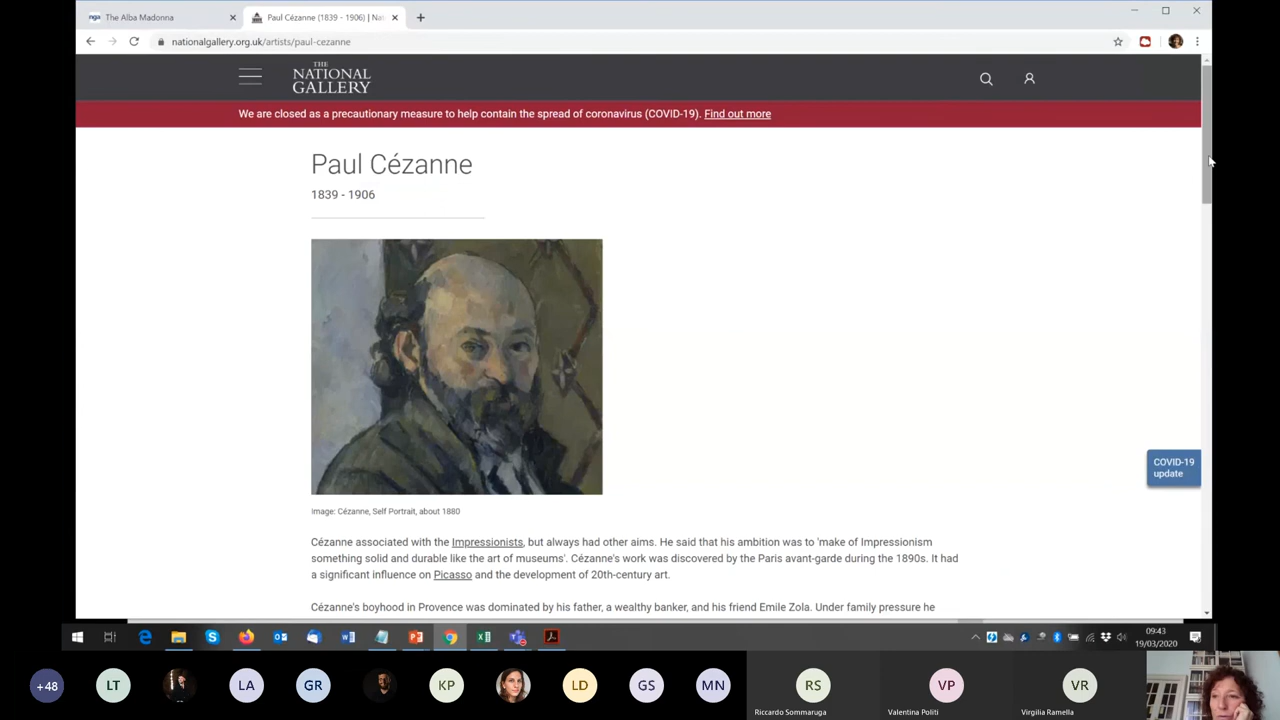 nga The Alba Madonna
Paul Cézanne (1839 - 1906) | Nat
nationalgallery.org.uk/artists/paul-cezanne
THE
NATIONAL
GALLERY
We are closed as a precautionary measure to help contain the spread of coronavirus (COVID-19). Find out more
Paul Cézanne
1839 - 1906
COVID-19
update
Image: Cézanne, Self Portrait, about 1880
Cézanne associated with the Impressionists, but always had other aims. He said that his ambition was to 'make of Impressionism
something solid and durable like the art of museums'. Cézanne's work was discovered by the Paris avant-garde during the 1890s. It had
a significant influence on Picasso and the development of 20th-century art.
Cézanne's boyhood in Provence was dominated by his father, a wealthy banker, and his friend Emile Zola. Under family pressure he
09:43
19/03/2020
+48
LT
LA
GR
KP
LD
GS
MN
RS
VP
VR
Riccardo Sommaruga
Valentina Politi
Virgilia Ramella